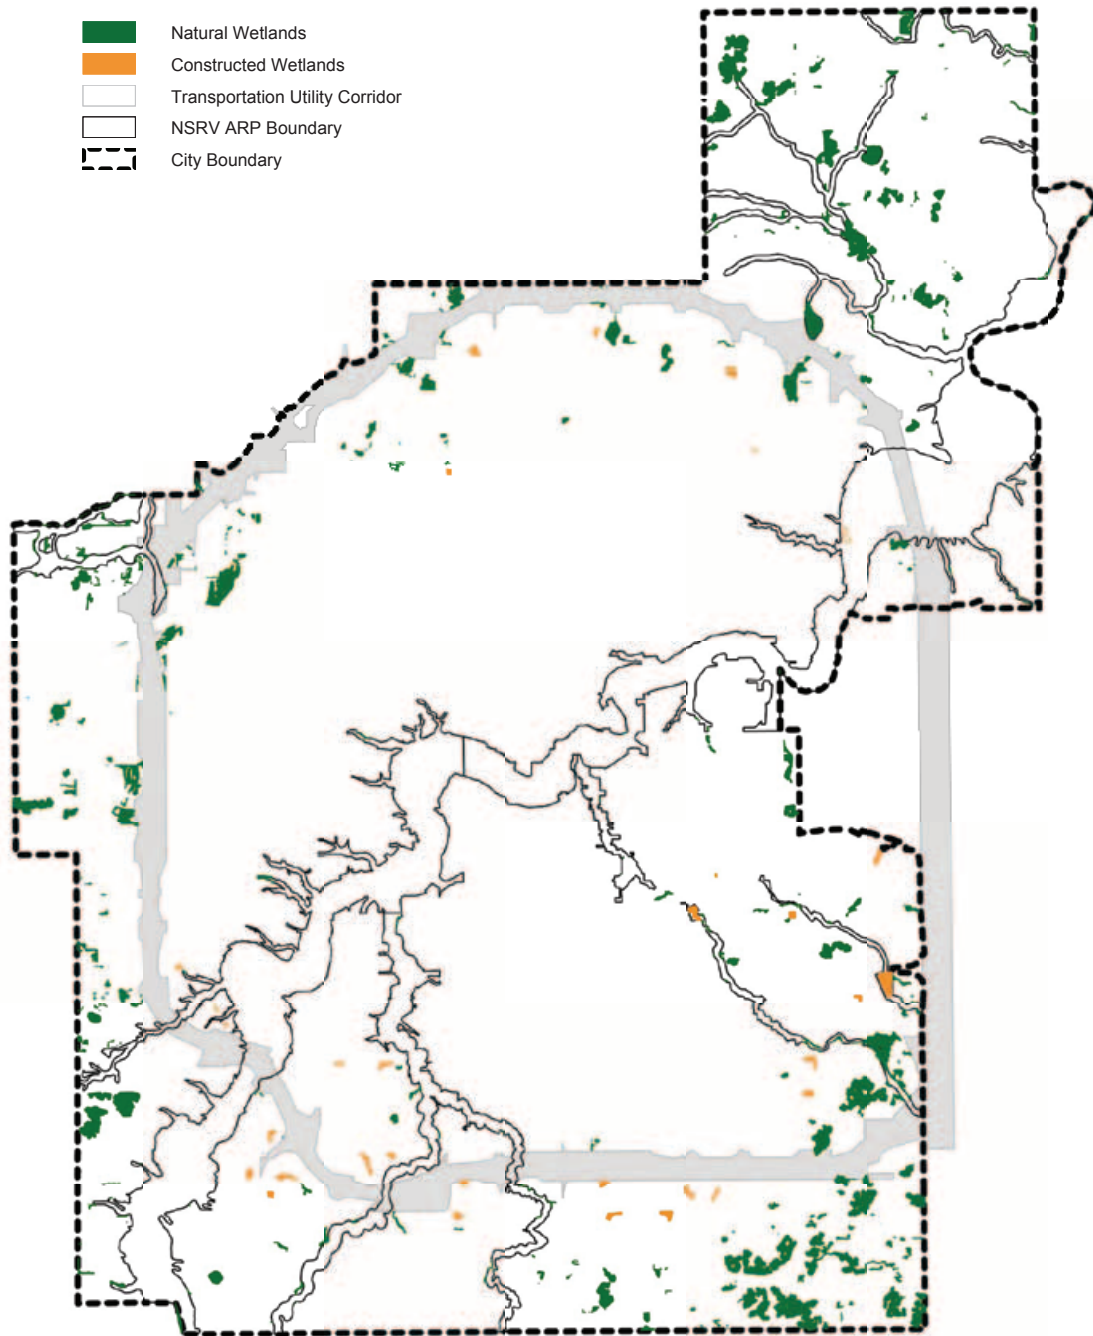 Natural Wetlands
Constructed Wetlands
Transportation Utility Corridor
NSRV ARP Boundary
City Boundary